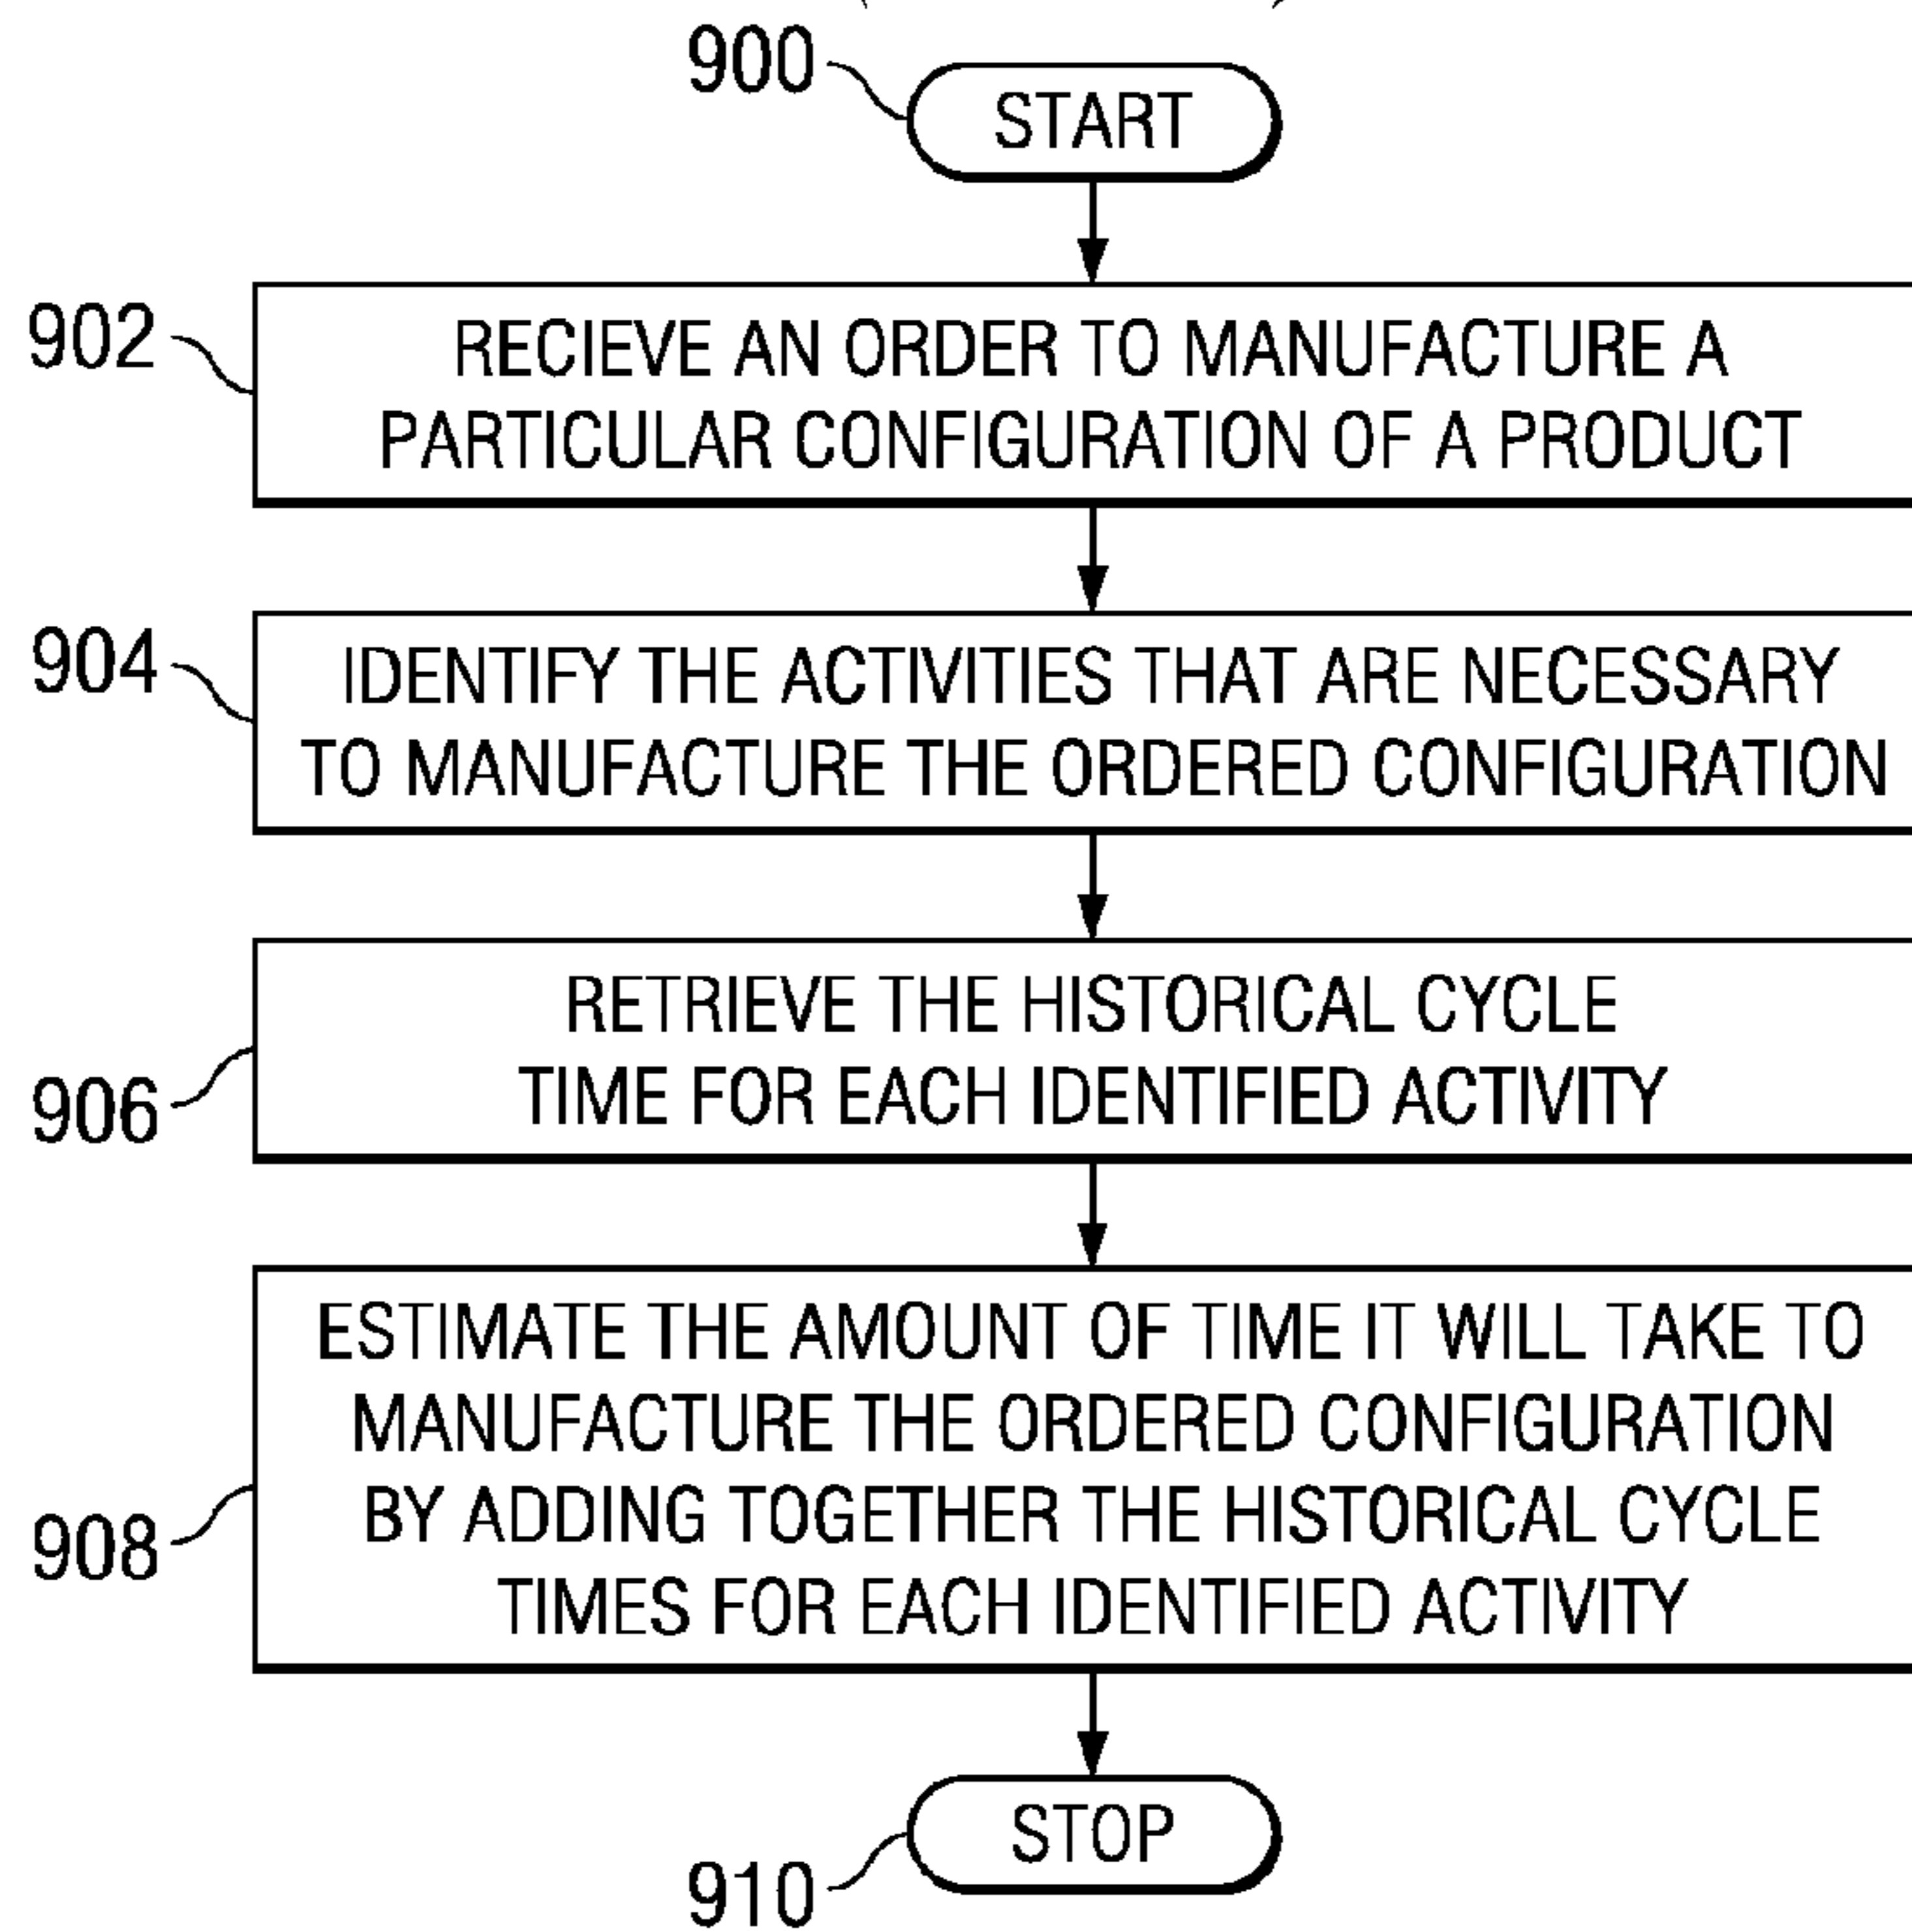 900
START
902
RECIEVE AN ORDER TO MANUFACTURE A
PARTICULAR CONFIGURATION OF A PRODUCT
904
IDENTIFY THE ACTIVITIES THAT ARE NECESSARY
TO MANUFACTURE THE ORDERED CONFIGURATION
RETRIEVE THE HISTORICAL CYCLE
TIME FOR EACH IDENTIFIED ACTIVITY
906
ESTIMATE THE AMOUNT OF TIME IT WILL TAKE TO
MANUFACTURE THE ORDERED CONFIGURATION
BY ADDING TOGETHER THE HISTORICAL CYCLE
TIMES FOR EACH IDENTIFIED ACTIVITY
908
STOP
910